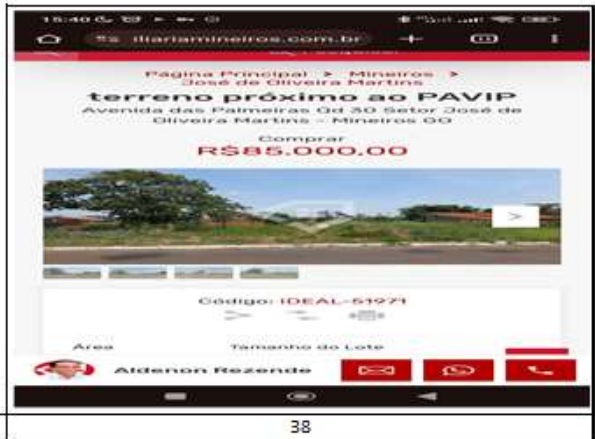 15:40
iliariamineiros.com.br
Página Principal > Mineiros >
José de Oliveira Martins
terreno próximo ao PAVIP
Avenida das Palmeiras Qd 30 Setor José de
Oliveira Martins - Mineiros GO
Comprar
R$85.000,00
>
Código: IDEAL-51971
Área Tamanho do Lote
Aldenon Rezende
38